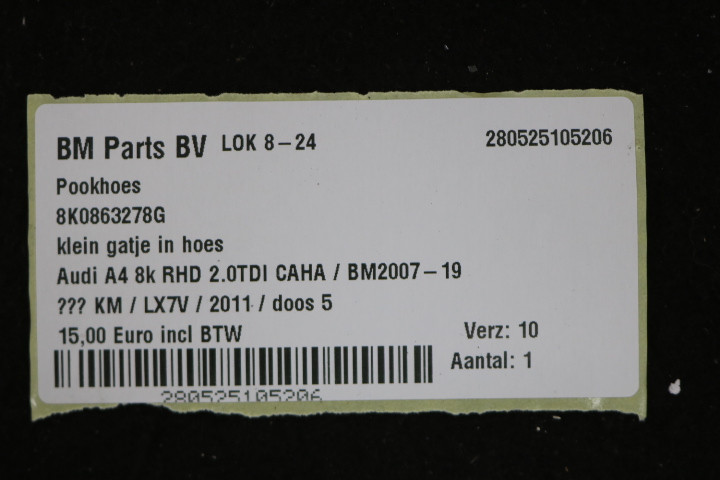 BM Parts BV LOK 8-24 280525105206
Pookhoes
8K0863278G
klein gatje in hoes
Audi A4 8k RHD 2.0TDI CAHA / BM2007-19
??? KM / LX7V / 2011 / doos 5
15,00 Euro incl BTW Verz: 10
Aantal: 1
280525105206